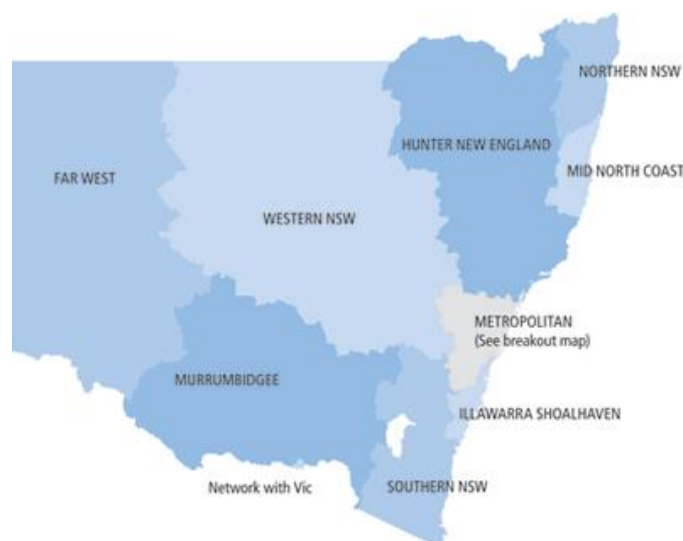 NORTHERN NSW
HUNTER NEW ENGLAND
MID NORTH COAST
FAR WEST
WESTERN NSW
METROPOLITAN
(See breakout map)
MURRUMBIDGEE
ILLAWARRA SHOALHAVEN
Network with Vic
SOUTHERN NSW